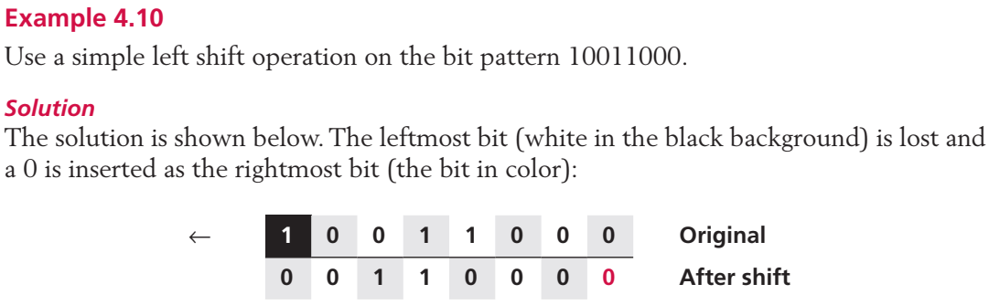 Example 4.10
Use a simple left shift operation on the bit pattern 10011000.
Solution
The solution is shown below. The leftmost bit (white in the black background) is lost and
a 0 is inserted as the rightmost bit (the bit in color):
← 1 0 0 1 1 0 0 0 Original
0 0 1 1 0 0 0 0 After shift